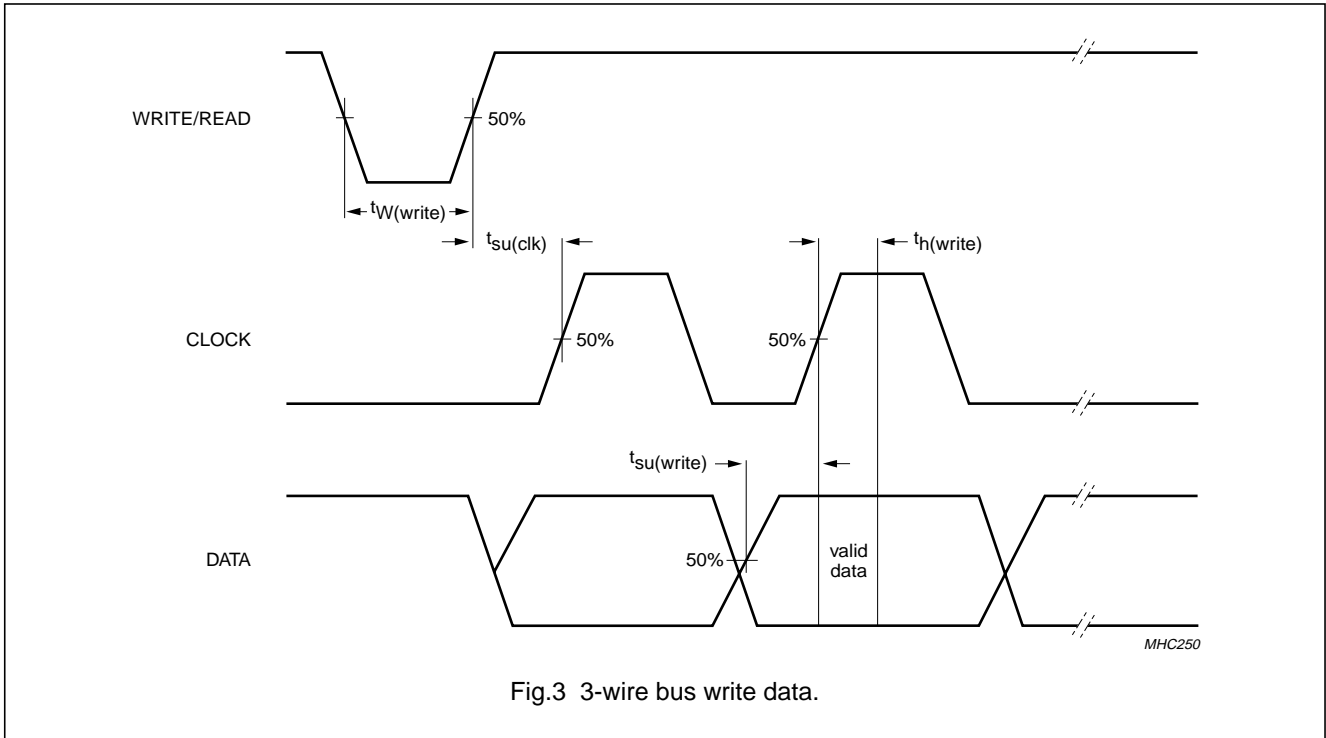 WRITE/READ
50%
tW(write)
tsu(clk)
th(write)
CLOCK
50%
50%
tsu(write)
DATA
50%
valid
data
MHC250
Fig.3 3-wire bus write data.